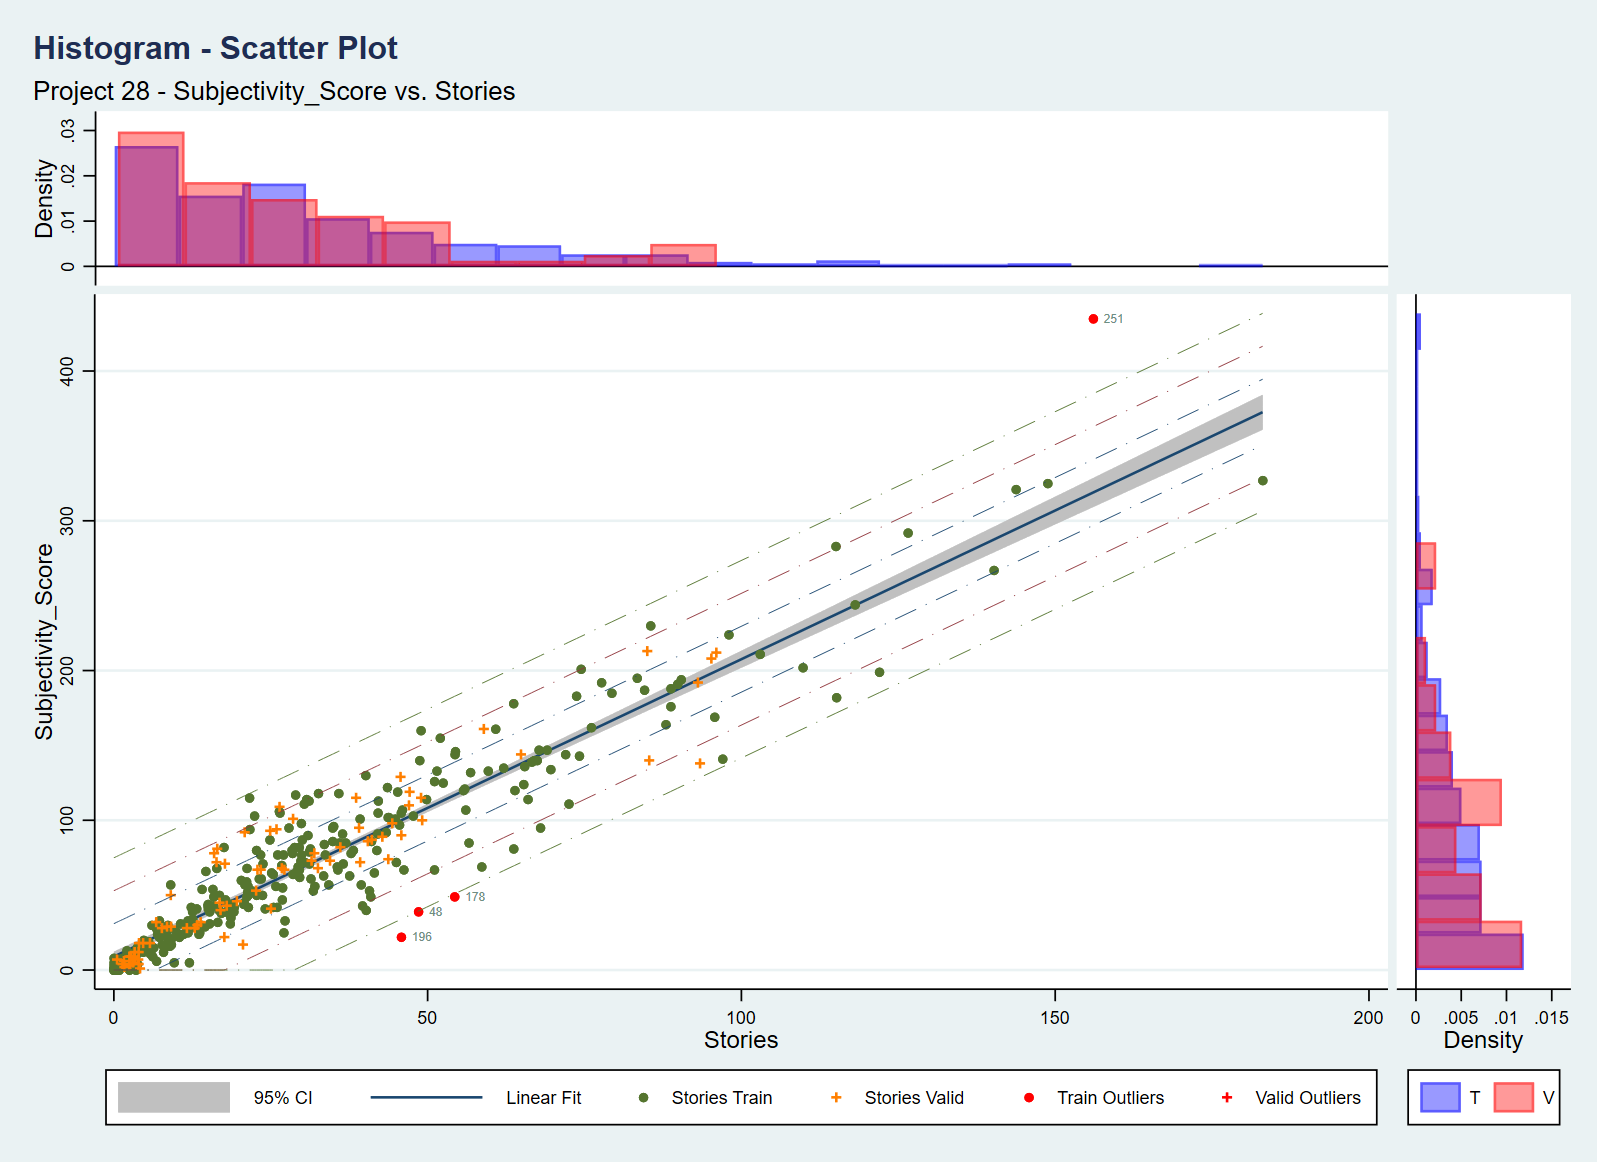 Histogram - Scatter Plot
Project 28 - Subjectivity_Score vs. Stories
Density
0 .01 .02 .03
Subjectivity_Score
0 100 200 300 400
251
178
48
196
0 50 100 150 200
Stories
0 .005 .01 .015
Density
95% CI Linear Fit Stories Train Stories Valid Train Outliers Valid Outliers
T V